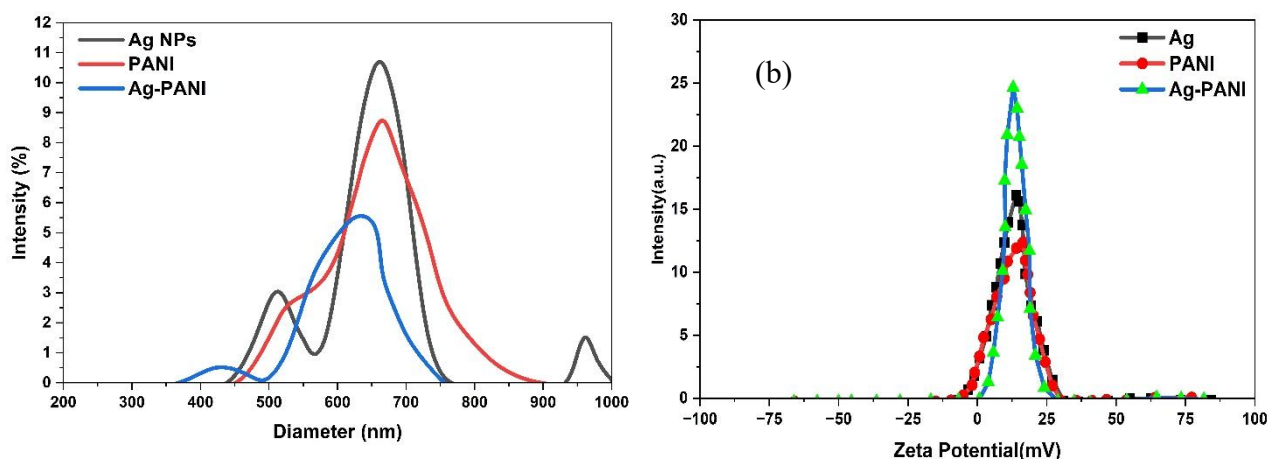 12
11
10
9
8
7
6
5
4
3
2
1
0
Intensity (%)
Ag NPs
PANI
Ag-PANI
200 300 400 500 600 700 800 900 1000
Diameter (nm)
(b)
30
25
20
15
10
5
0
Intensity(a.u.)
Ag
PANI
Ag-PANI
−100 −75 −50 −25 0 25 50 75 100
Zeta Potential(mV)